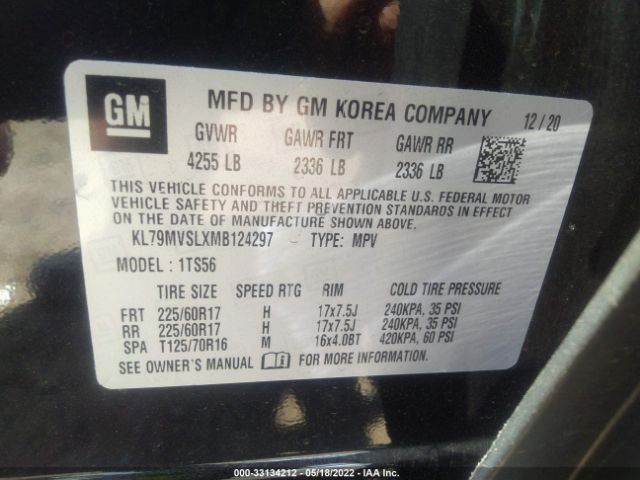 GM
MFD BY GM KOREA COMPANY 12/20
GVWR GAWR FRT GAWR RR
4255 LB 2336 LB 2336 LB
THIS VEHICLE CONFORMS TO ALL APPLICABLE U.S. FEDERAL MOTOR
VEHICLE SAFETY AND THEFT PREVENTION STANDARDS IN EFFECT
ON THE DATE OF MANUFACTURE SHOWN ABOVE.
KL79MVSLXMB124297 TYPE: MPV
MODEL : 1TS56
TIRE SIZE SPEED RTG RIM
FRT 225/60R17 H 17x7.5J 240KPA, 35 PSI
RR 225/60R17 H 17x7.5J 240KPA, 35 PSI
SPA T125/70R16 M 16x4.0BT 420KPA, 60 PSI
SEE OWNER'S MANUAL FOR MORE INFORMATION.
000-33134212 - 05/18/2022 - IAA Inc.